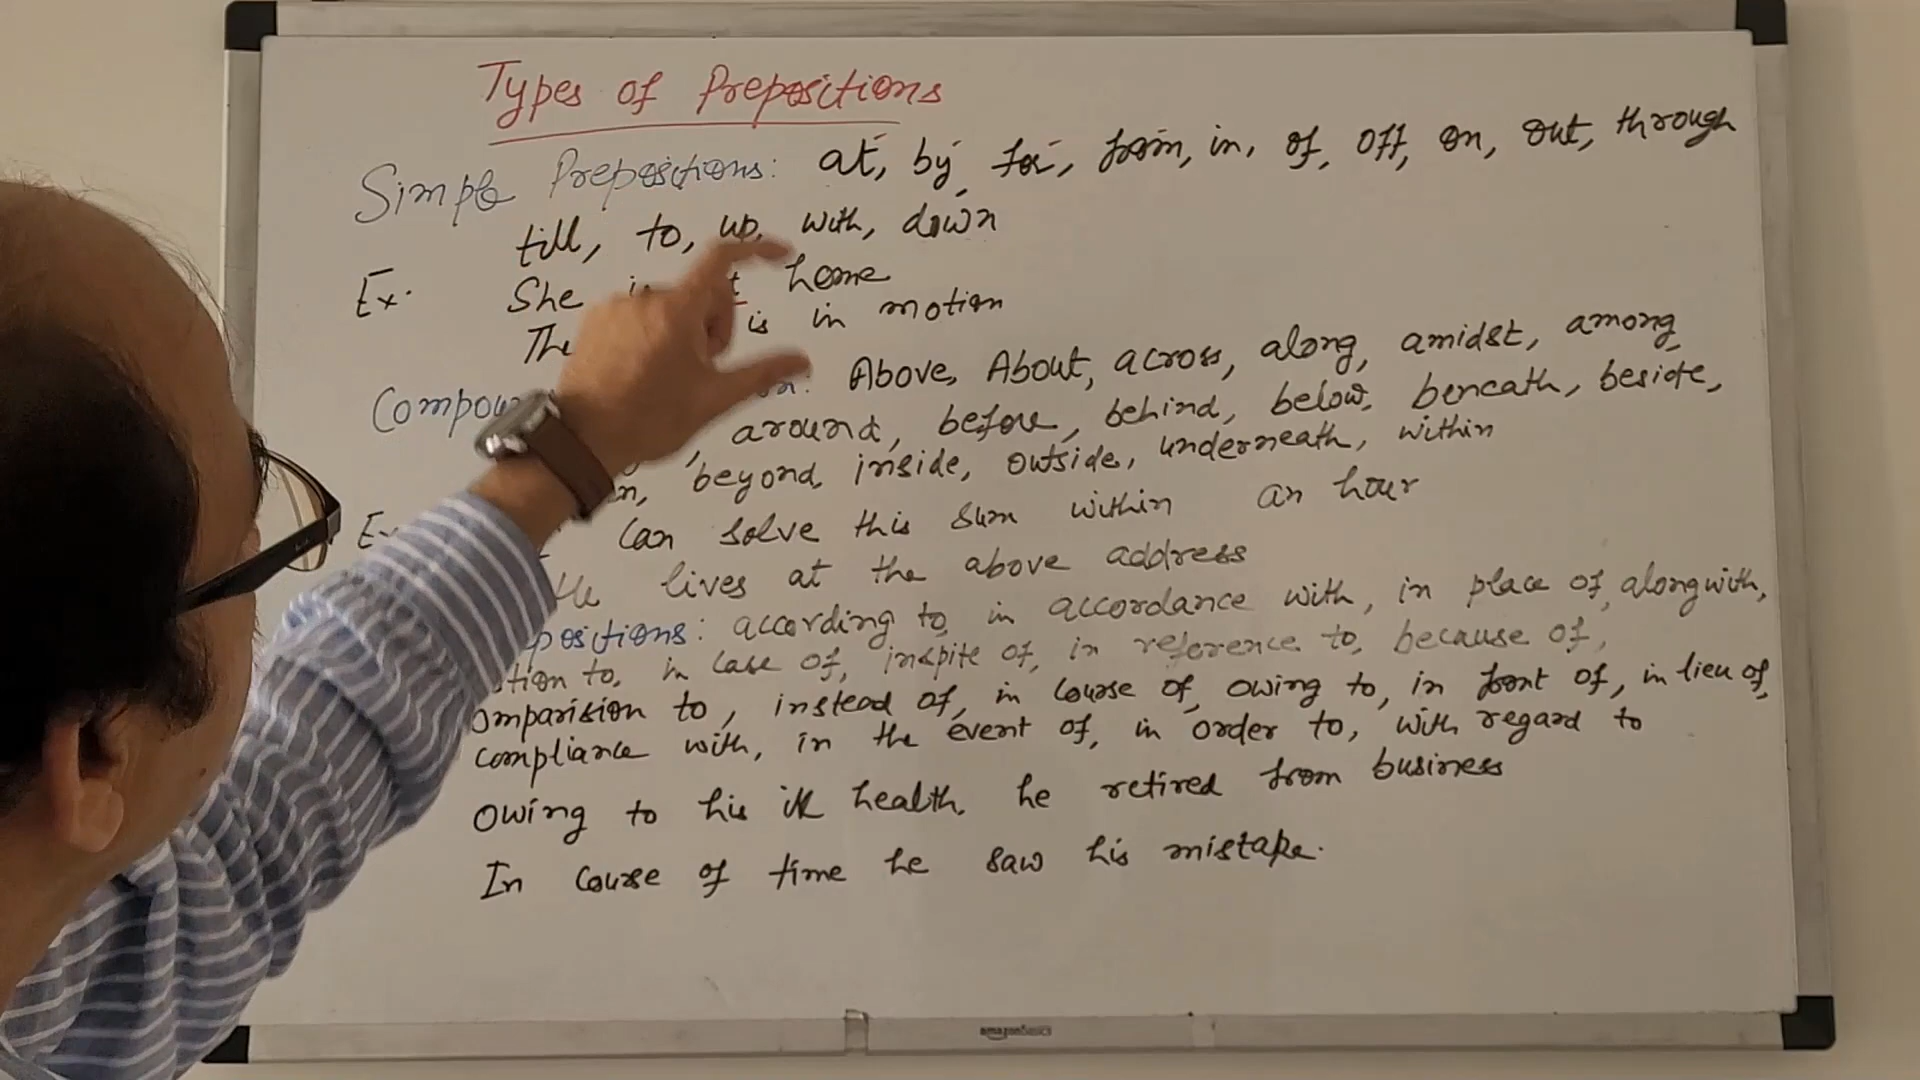 Types of Prepositions
Simple Prepositions: at, by, for, from, in, of, off, on, out, through
till, to, up, with, down
Ex. She home
The is in motion
Above, About, across, along, amidst, among,
around, before, behind, below, beneath, beside,
beyond, inside, outside, underneath, within
can solve this sum within an hour
He lives at the above address
according to, in accordance with, in place of, alongwith,
to, in case of, inspite of, in reference to, because of,
omparision to, instead of, in course of, owing to, in front of, in lieu of,
compliance with, in the event of, in order to, with regard to
Owing to his ill health, he retired from business
In course of time he saw his mistake.
amazonbasics